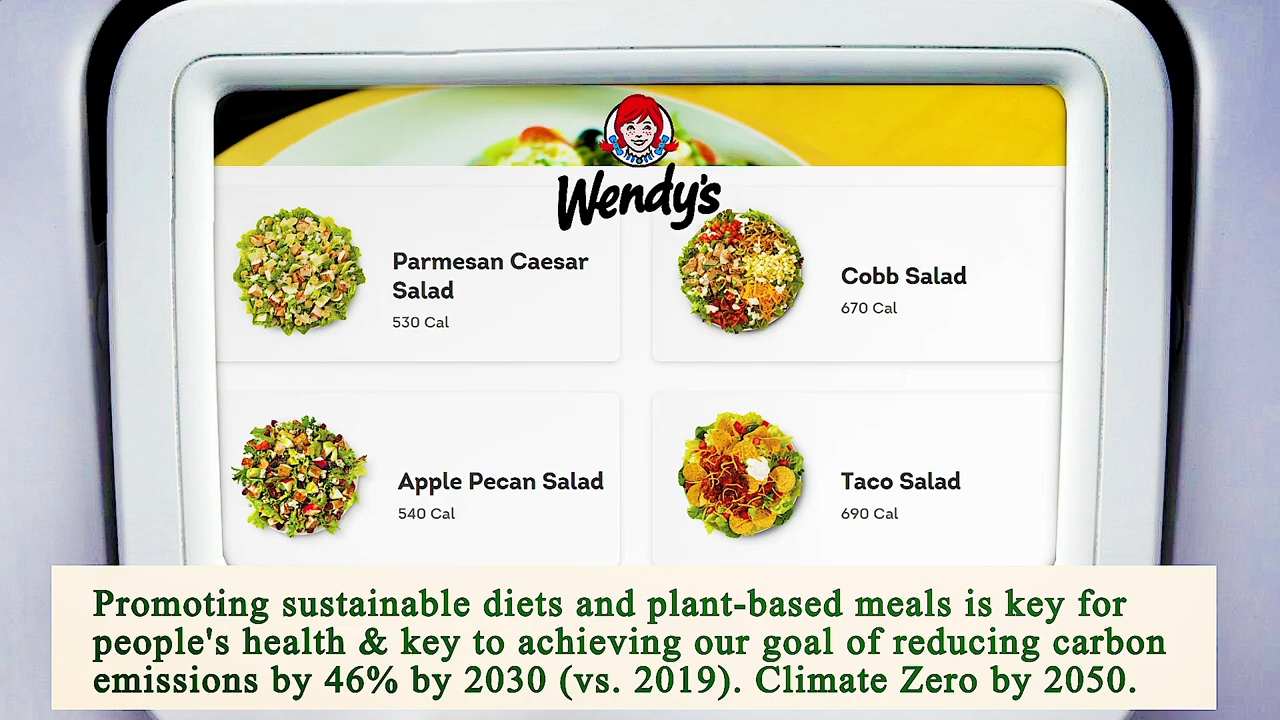 Wendy's
Parmesan Caesar
Salad
530 Cal
Cobb Salad
670 Cal
Apple Pecan Salad
540 Cal
Taco Salad
690 Cal
Promoting sustainable diets and plant-based meals is key for
people's health & key to achieving our goal of reducing carbon
emissions by 46% by 2030 (vs. 2019). Climate Zero by 2050.